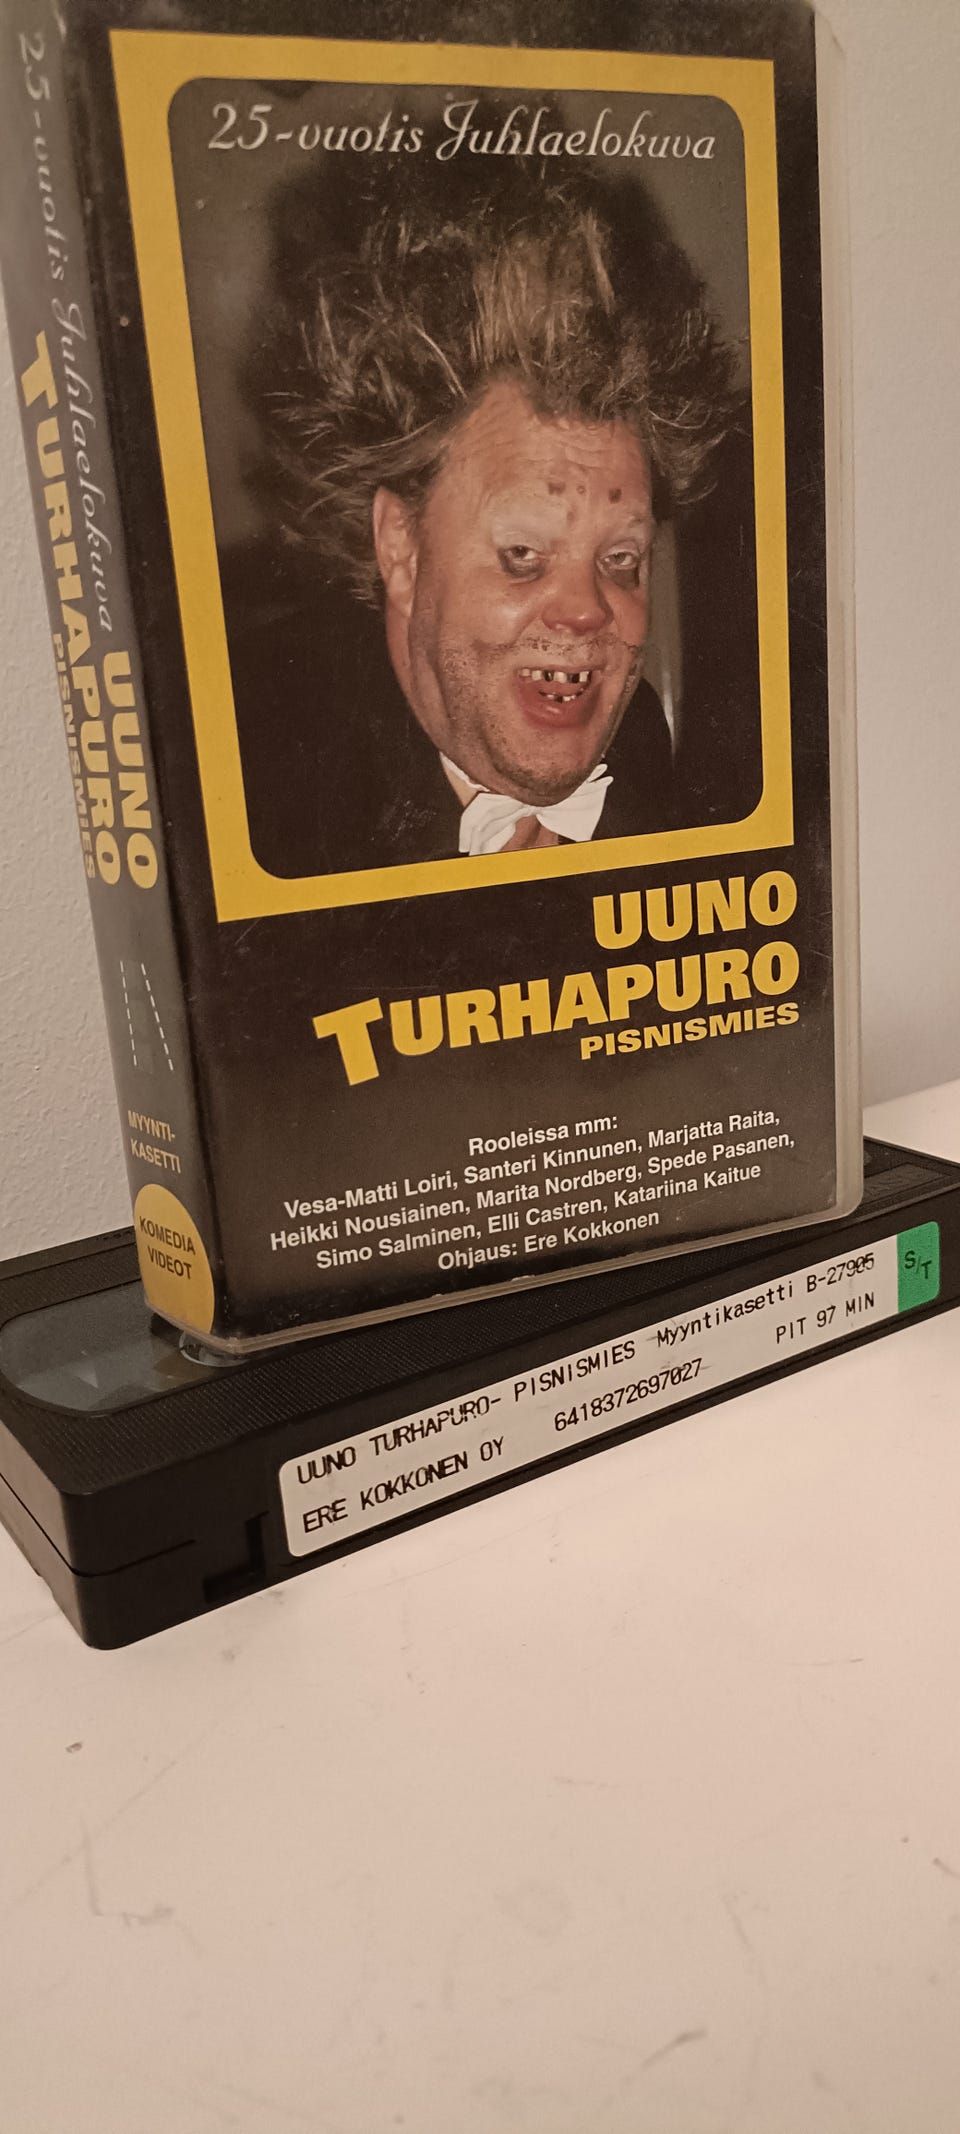 25-vuotis Juhlaelokuva
UUNO
TURHAPURO
PISNISMIES
Rooleissa mm:
Vesa-Matti Loiri, Santeri Kinnunen, Marjatta Raita,
Heikki Nousiainen, Marita Nordberg, Spede Pasanen,
Simo Salminen, Elli Castren, Katariina Kaitue
Ohjaus: Ere Kokkonen
25-vuotis Juhlaelokuva
UUNO
TURHAPURO
PISNISMIES
MYYNTI-
KASETTI
KOMEDIA
VIDEOT
UUNO TURHAPURO- PISNISMIES Myyntikasetti B-27905
ERE KOKKONEN OY 6418372697027 PIT 97 MIN
S/T